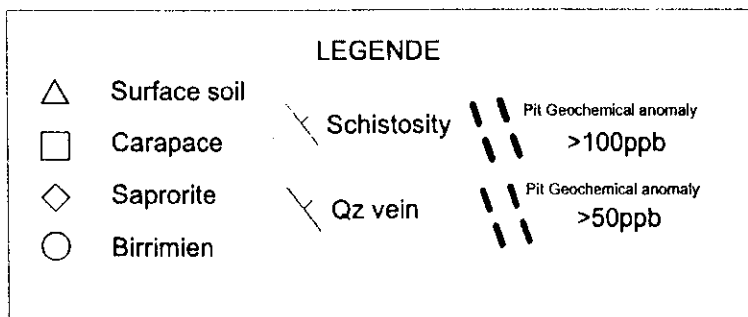 LEGENDE
Surface soil
Carapace
Saprorite
Birrimien
Schistosity
Qz vein
Pit Geochemical anomaly
>100ppb
Pit Geochemical anomaly
>50ppb